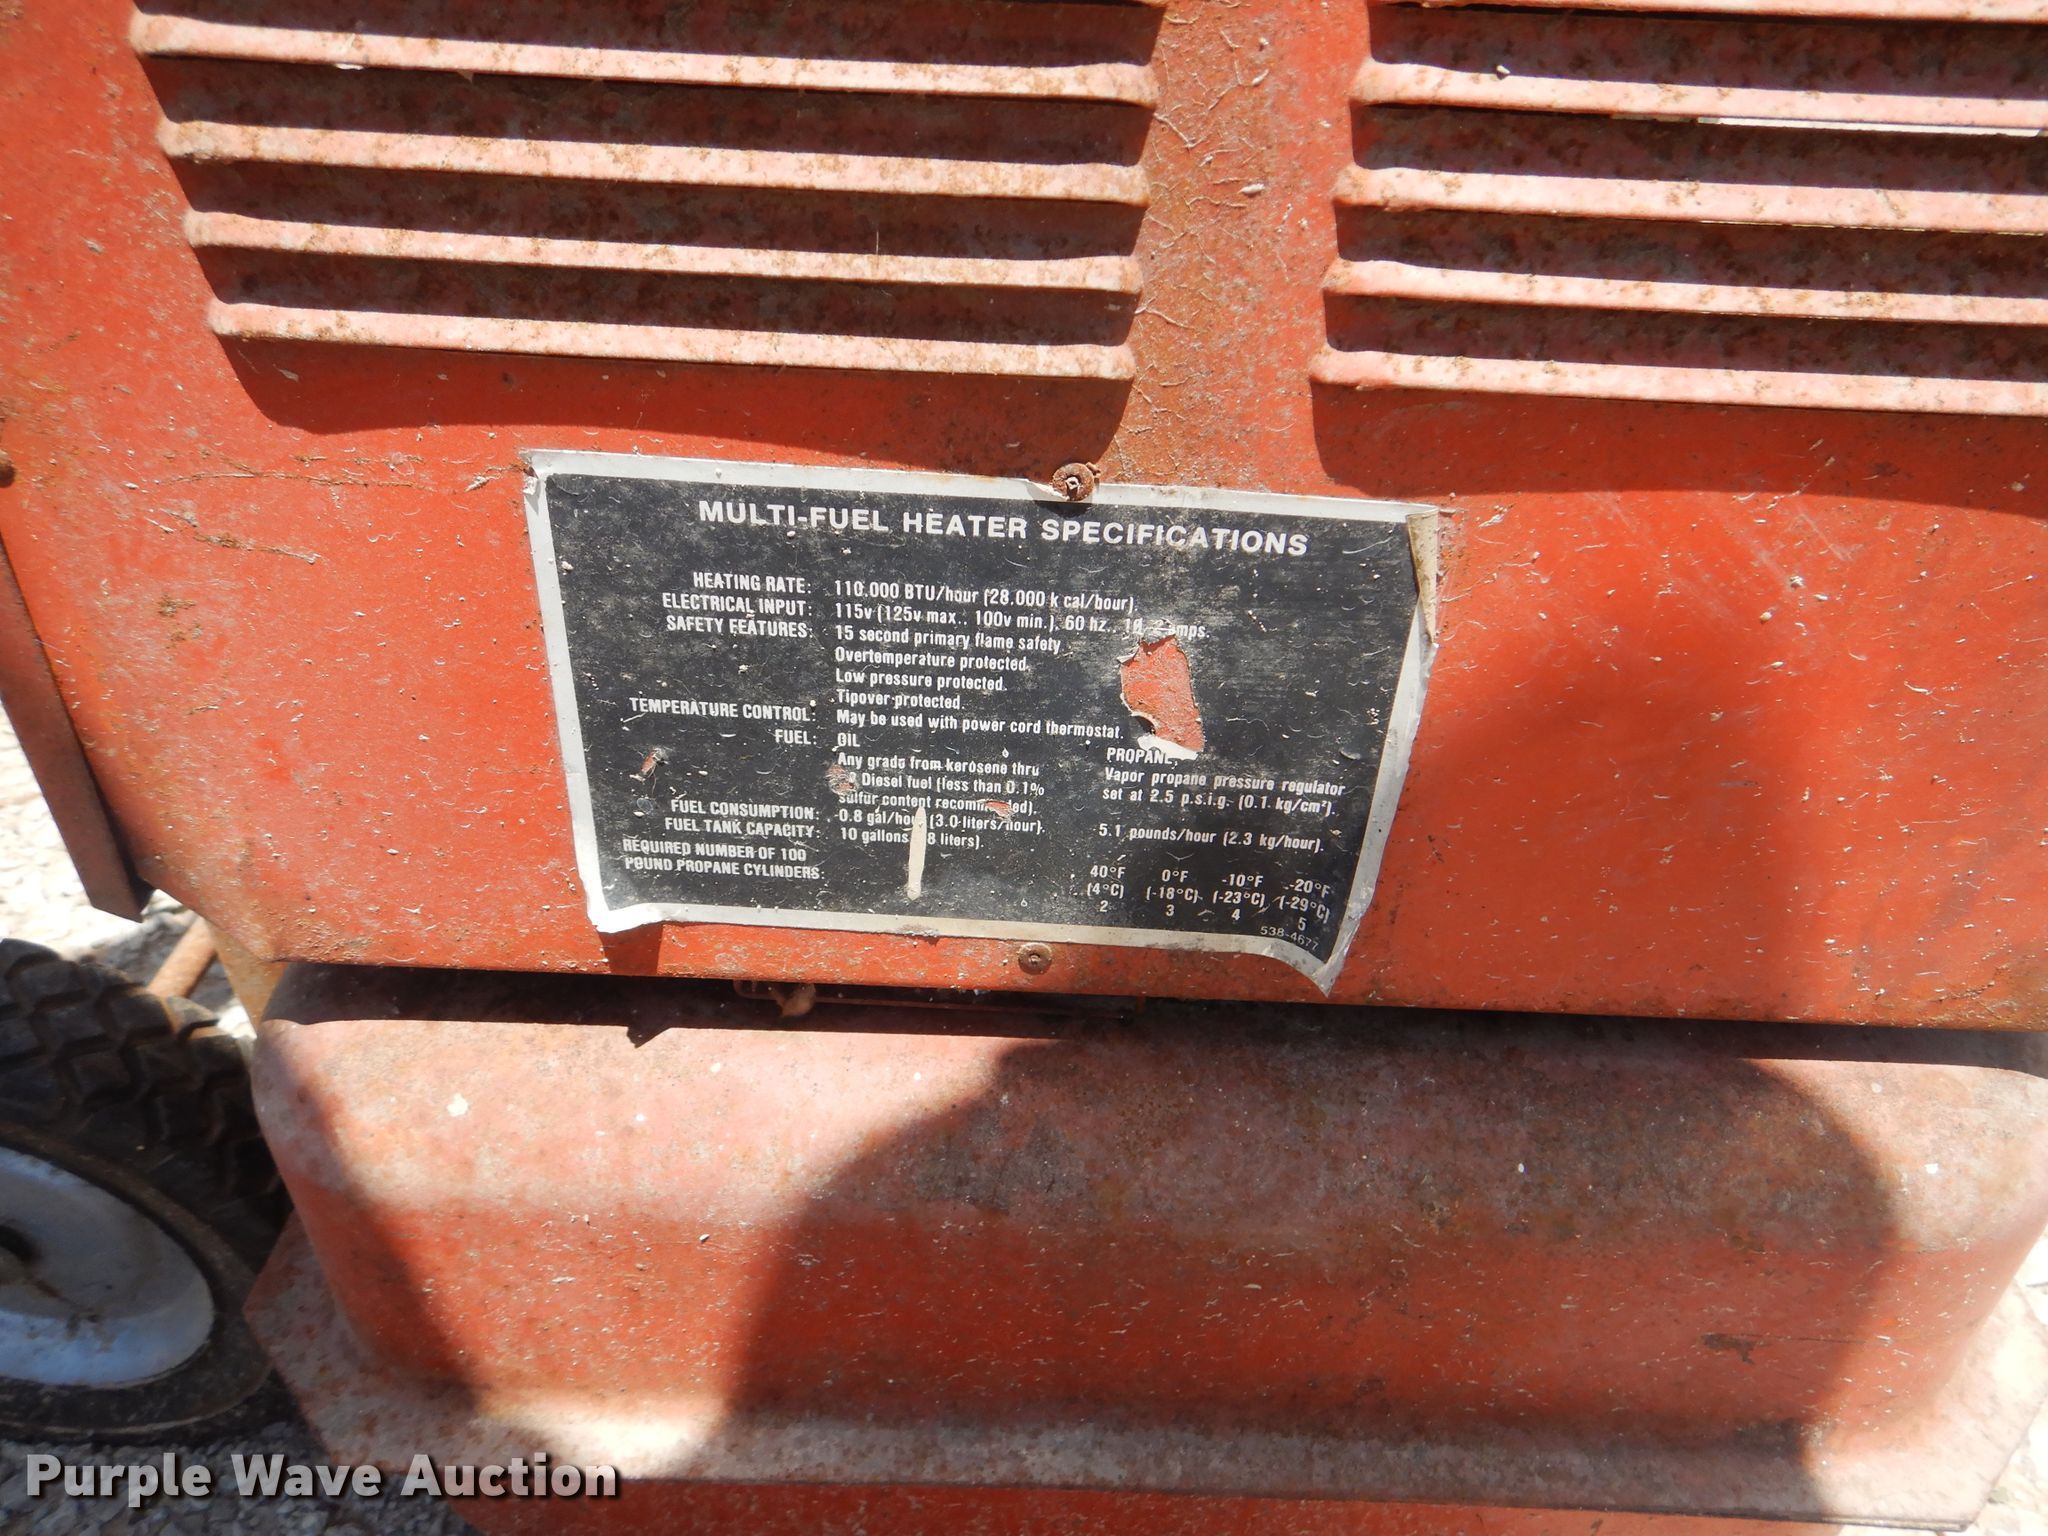 MULTI-FUEL HEATER SPECIFICATIONS
HEATING RATE: 110.000 BTU/hour (28.000 k cal/hour).
ELECTRICAL INPUT: 115v (125v max., 100v min.), 60 hz.,
SAFETY FEATURES: 15 second primary flame safety
Overtemperature protected.
Low pressure protected.
Tipover protected.
TEMPERATURE CONTROL: May be used with power cord thermostat.
FUEL: OIL PROPANE:
Any grade from kerosene thru Vapor propane pressure regulator
Diesel fuel (less than 0.1% set at 2.5 p.s.i.g. (0.1 kg/cm²).
sulfur content
FUEL CONSUMPTION: 0.8 gal/hour (3.0 liters/hour). 5.1 pounds/hour (2.3 kg/hour).
FUEL TANK CAPACITY: 10 gallons liters).
REQUIRED NUMBER OF 100
POUND PROPANE CYLINDERS:
40°F 0°F -10°F -20°F
(4°C) (-18°C) (-23°C) (-29°C)
2 3 4 5
538-4677
Purple Wave Auction